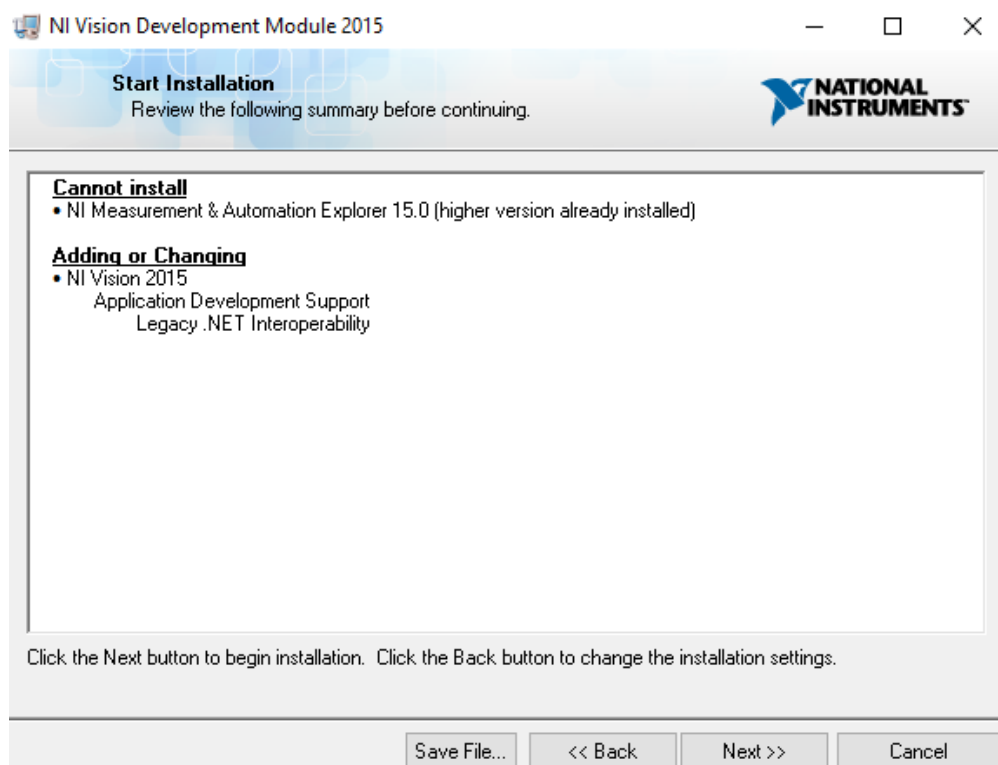 NI Vision Development Module 2015
Start Installation
Review the following summary before continuing.
NATIONAL
INSTRUMENTS™
Cannot install
• NI Measurement & Automation Explorer 15.0 (higher version already installed)
Adding or Changing
• NI Vision 2015
Application Development Support
Legacy .NET Interoperability
Click the Next button to begin installation.  Click the Back button to change the installation settings.
Save File...
<< Back
Next >>
Cancel